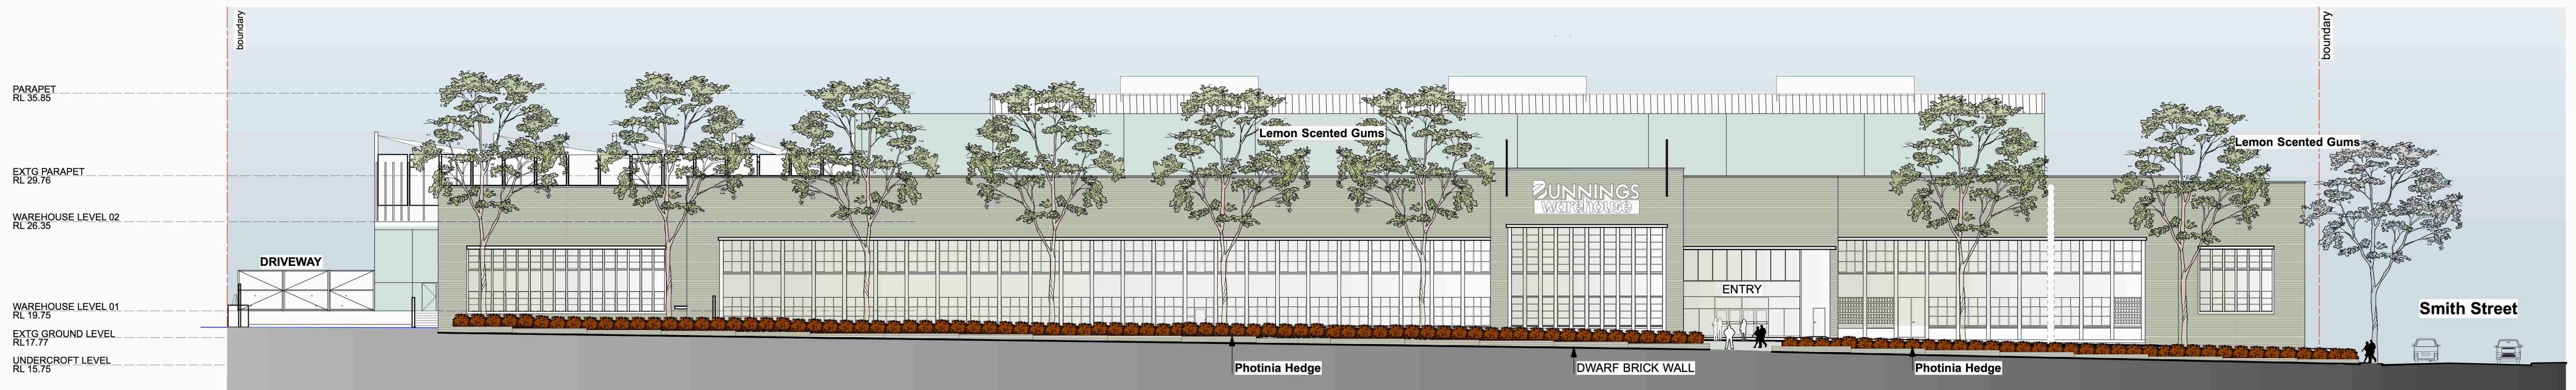 boundary
boundary
PARAPET
RL 35.85
Lemon Scented Gums
Lemon Scented Gums
EXTG PARAPET
RL 29.76
BUNNINGS
warehouse
WAREHOUSE LEVEL 02
RL 26.35
DRIVEWAY
ENTRY
WAREHOUSE LEVEL 01
RL 19.75
Smith Street
EXTG GROUND LEVEL
RL17.77
UNDERCROFT LEVEL
RL 15.75
Photinia Hedge
DWARF BRICK WALL
Photinia Hedge